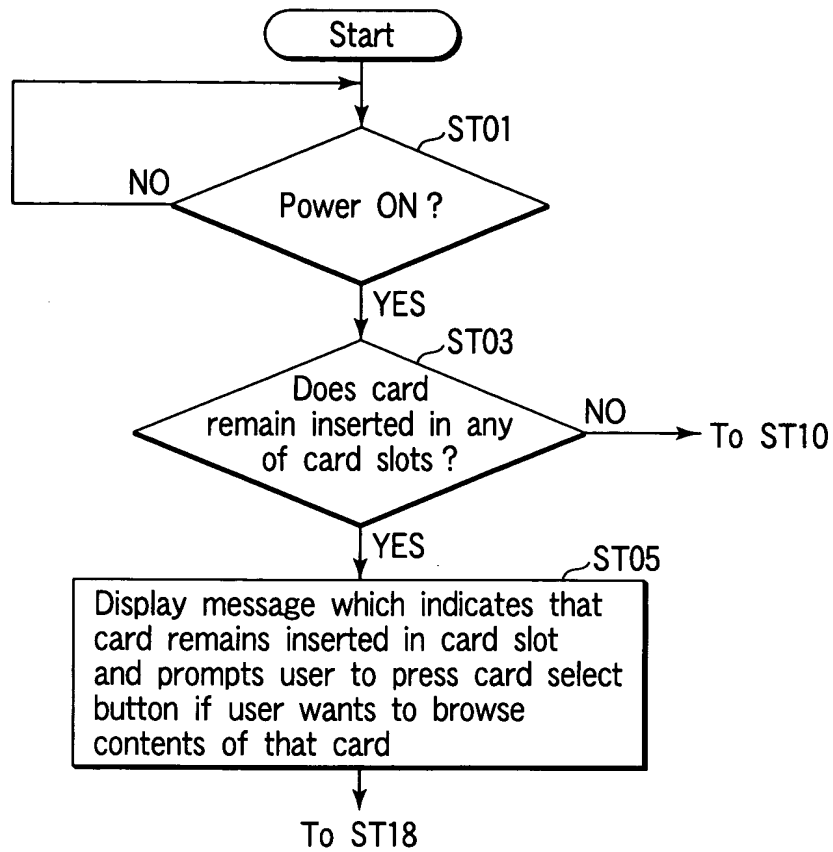 Start
ST01
NO
Power ON ?
YES
ST03
Does card
remain inserted in any
of card slots ?
NO
To ST10
YES
ST05
Display message which indicates that
card remains inserted in card slot
and prompts user to press card select
button if user wants to browse
contents of that card
To ST18